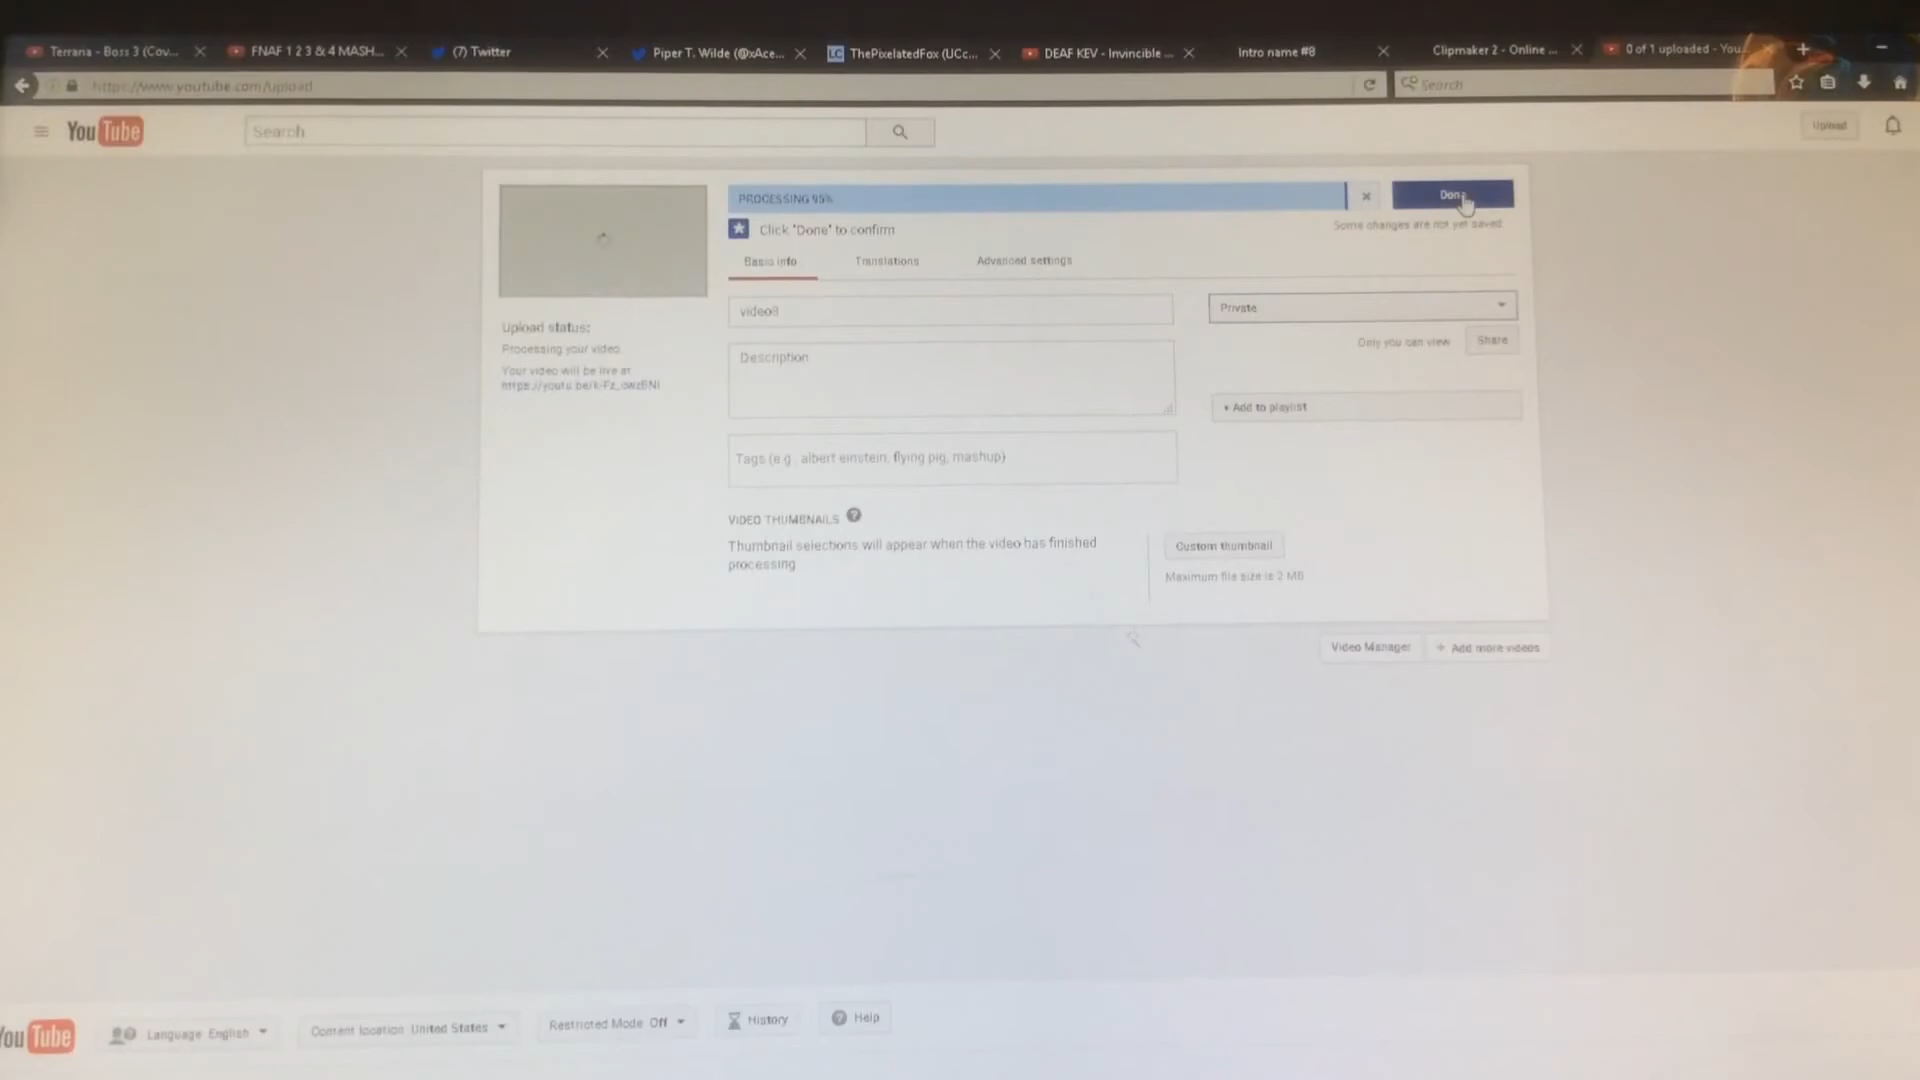 Terrana - Boss 3 (Cov...
FNAF 1 2 3 & 4 MASH...
(7) Twitter
Piper T. Wilde (@xAce...
ThePixelatedFox (UCc...
DEAF KEV - Invincible ...
Intro name #8
Clipmaker 2 - Online ...
0 of 1 uploaded - You...
https://www.youtube.com/upload
Search
YouTube
Search
Upload
PROCESSING 95%
Done
Click "Done" to confirm
Some changes are not yet saved
Basic info
Translations
Advanced settings
video8
Private
Upload status:
Processing your video
Your video will be live at
Description
Only you can view
Share
+ Add to playlist
Tags (e.g., albert einstein, flying pig, mashup)
VIDEO THUMBNAILS
Thumbnail selections will appear when the video has finished
processing
Custom thumbnail
Maximum file size is 2 MB
Video Manager
+ Add more videos
YouTube
Language: English
Content location: United States
Restricted Mode: Off
History
Help